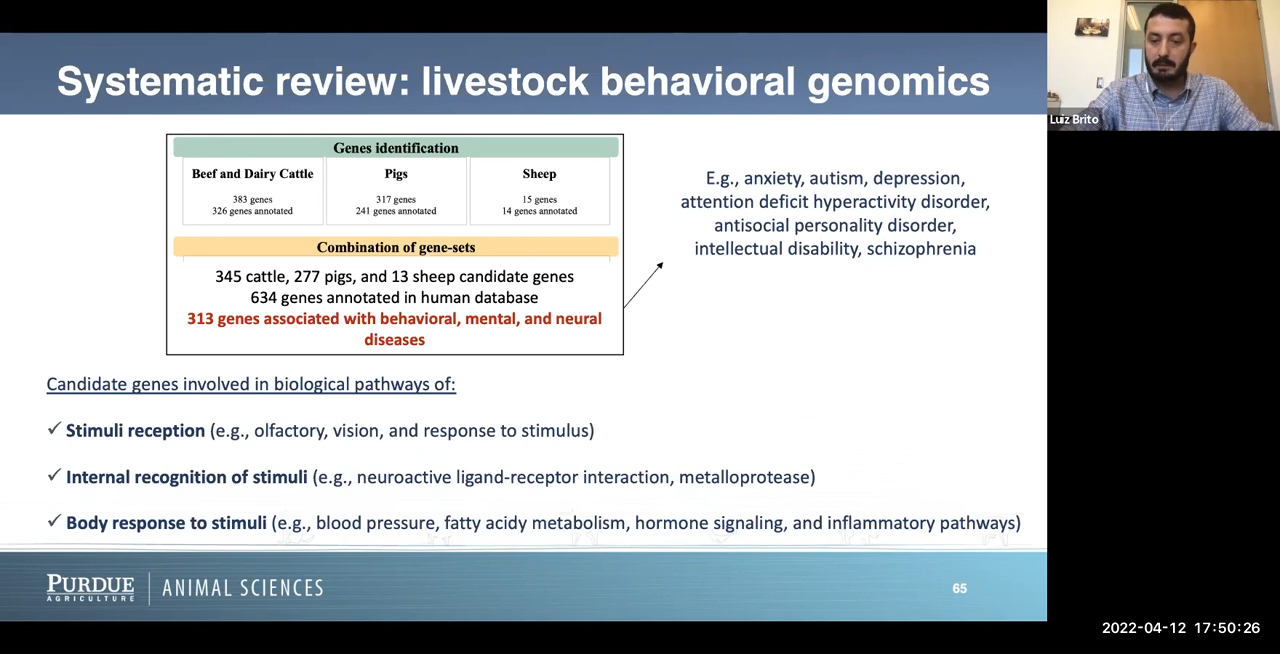 Systematic review: livestock behavioral genomics
Luiz Brito
Genes identification
Beef and Dairy Cattle
383 genes
326 genes annotated
Pigs
317 genes
241 genes annotated
Sheep
15 genes
14 genes annotated
Combination of gene-sets
345 cattle, 277 pigs, and 13 sheep candidate genes
634 genes annotated in human database
313 genes associated with behavioral, mental, and neural
diseases
E.g., anxiety, autism, depression,
attention deficit hyperactivity disorder,
antisocial personality disorder,
intellectual disability, schizophrenia
Candidate genes involved in biological pathways of:
✓ Stimuli reception (e.g., olfactory, vision, and response to stimulus)
✓ Internal recognition of stimuli (e.g., neuroactive ligand-receptor interaction, metalloprotease)
✓ Body response to stimuli (e.g., blood pressure, fatty acidy metabolism, hormone signaling, and inflammatory pathways)
PURDUE
AGRICULTURE
ANIMAL SCIENCES
65
2022-04-12 17:50:26